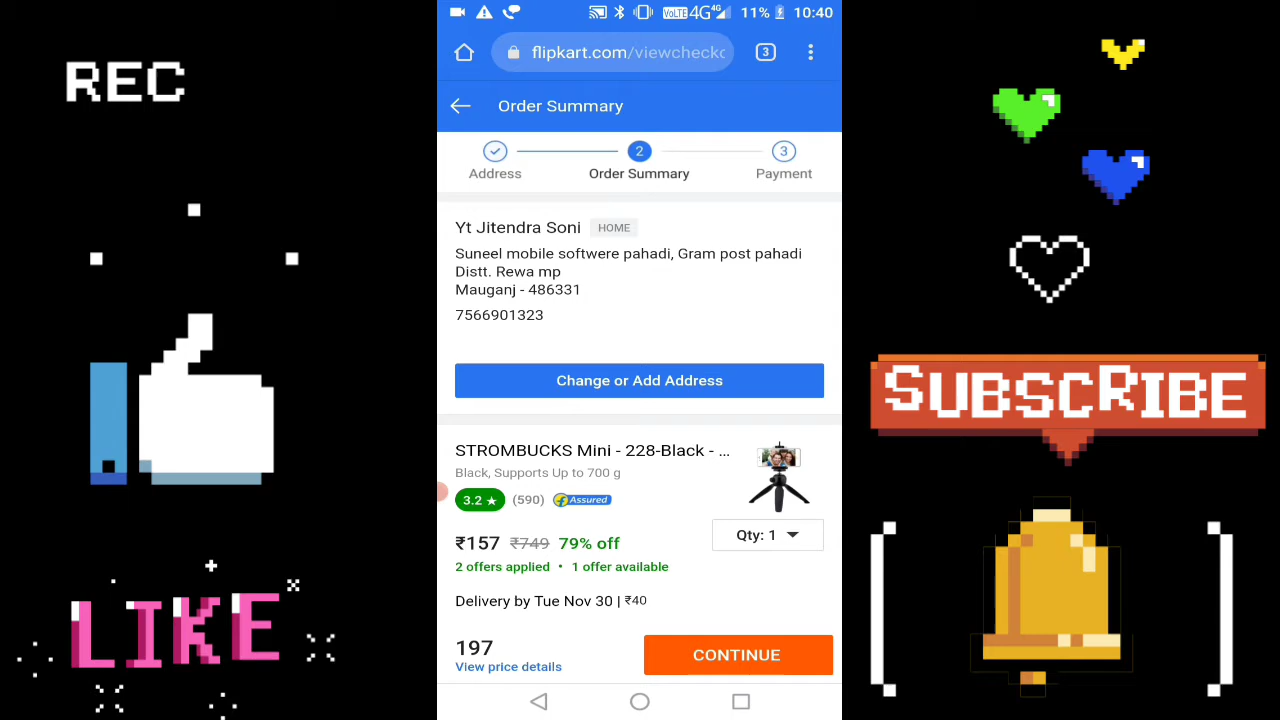 REC
VoLTE 4G 4G 11% 10:40
flipkart.com/viewcheckc
3
Order Summary
2 3
Address Order Summary Payment
Yt Jitendra Soni HOME
Suneel mobile softwere pahadi, Gram post pahadi
Distt. Rewa mp
Mauganj - 486331
7566901323
Change or Add Address
STROMBUCKS Mini - 228-Black - ...
Black, Supports Up to 700 g
3.2 ★ (590) f Assured
₹157 ₹749 79% off
Qty: 1
2 offers applied • 1 offer available
Delivery by Tue Nov 30 | ₹40
197
View price details
CONTINUE
LIKE
SUBSCRIBE